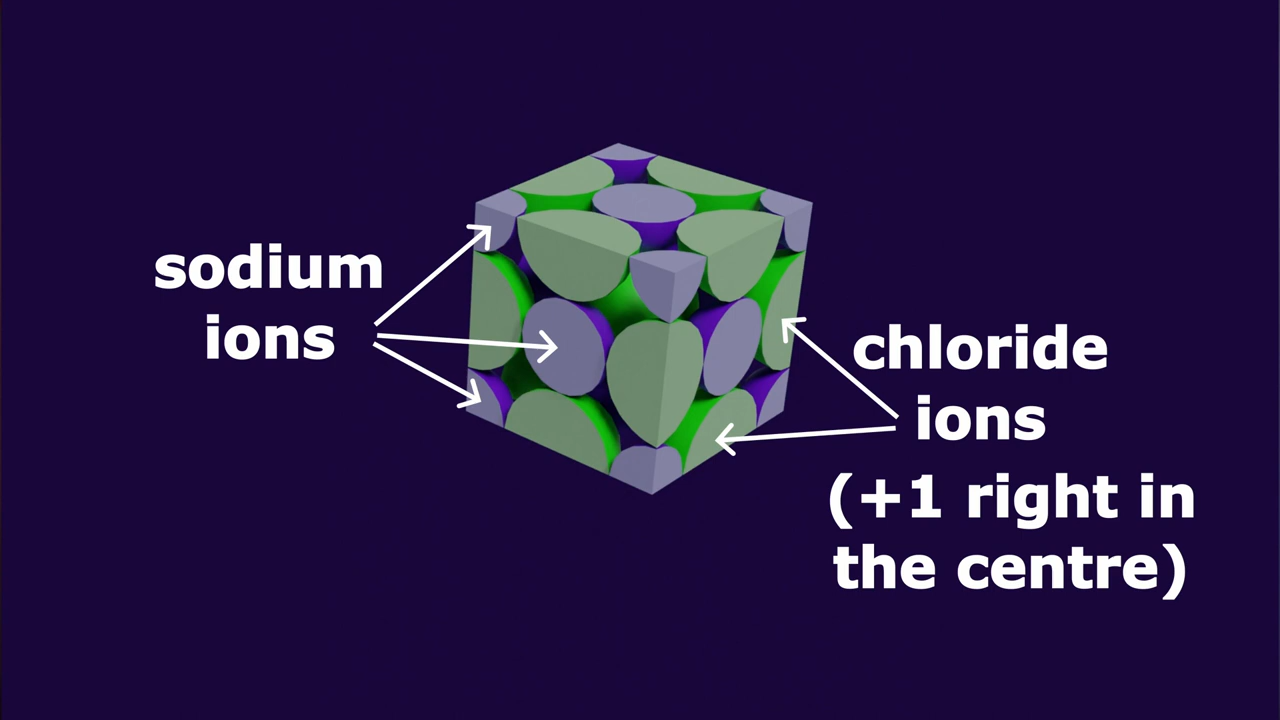 sodium
ions
chloride
ions
(+1 right in
the centre)